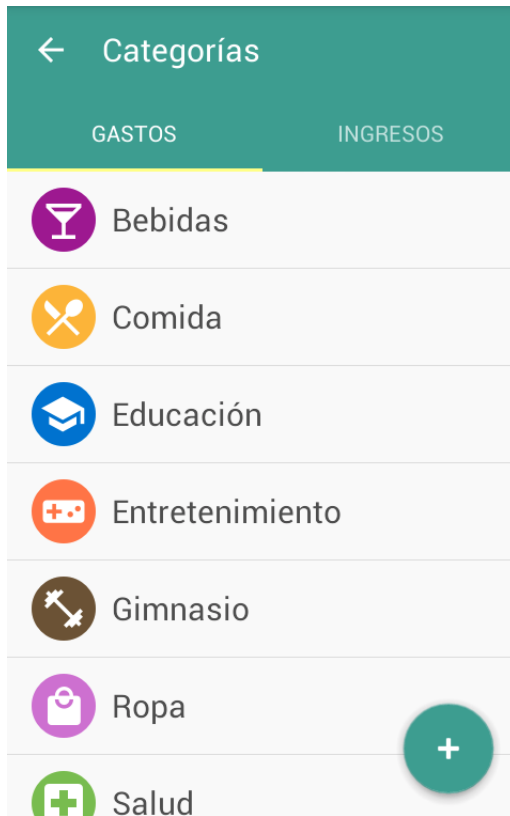 Categorías
GASTOS INGRESOS
Bebidas
Comida
Educación
Entretenimiento
Gimnasio
Ropa
Salud